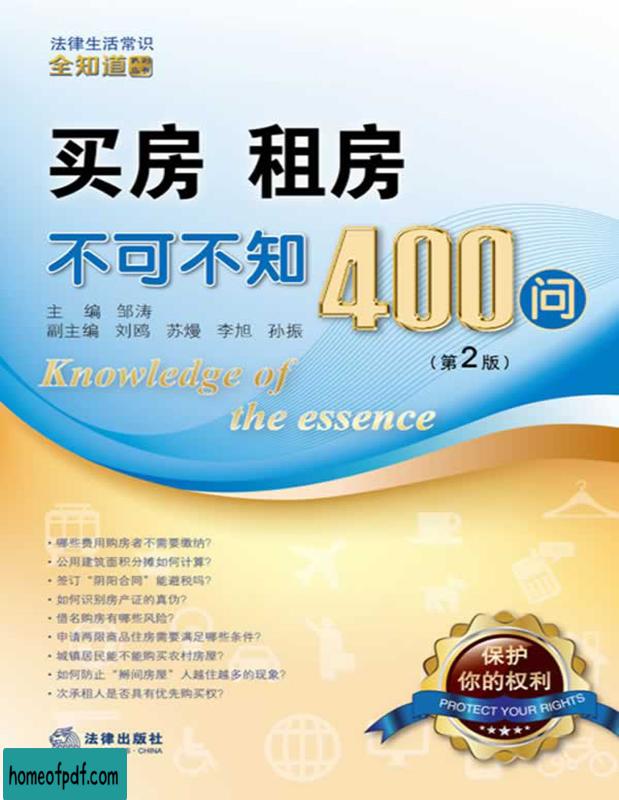 法律生活常识
全知道
买房 租房
不可不知400问
主 编 邹涛
副主编 刘鸥 苏熳 李旭 孙振
（第2版）
Knowledge of
the essence
·哪些费用购房者不需要缴纳？
·公用建筑面积分摊如何计算？
·签订“阴阳合同”能避税吗？
·如何识别房产证的真伪？
·借名购房有哪些风险？
·申请两限商品住房需要满足哪些条件？
·城镇居民能不能购买农村房屋？
·如何防止“掰间房屋”人越住越多的现象？
·次承租人是否具有优先购买权？
保护
你的权利
PROTECT YOUR RIGHTS
法律出版社
·CHINA
homeofpdf.com